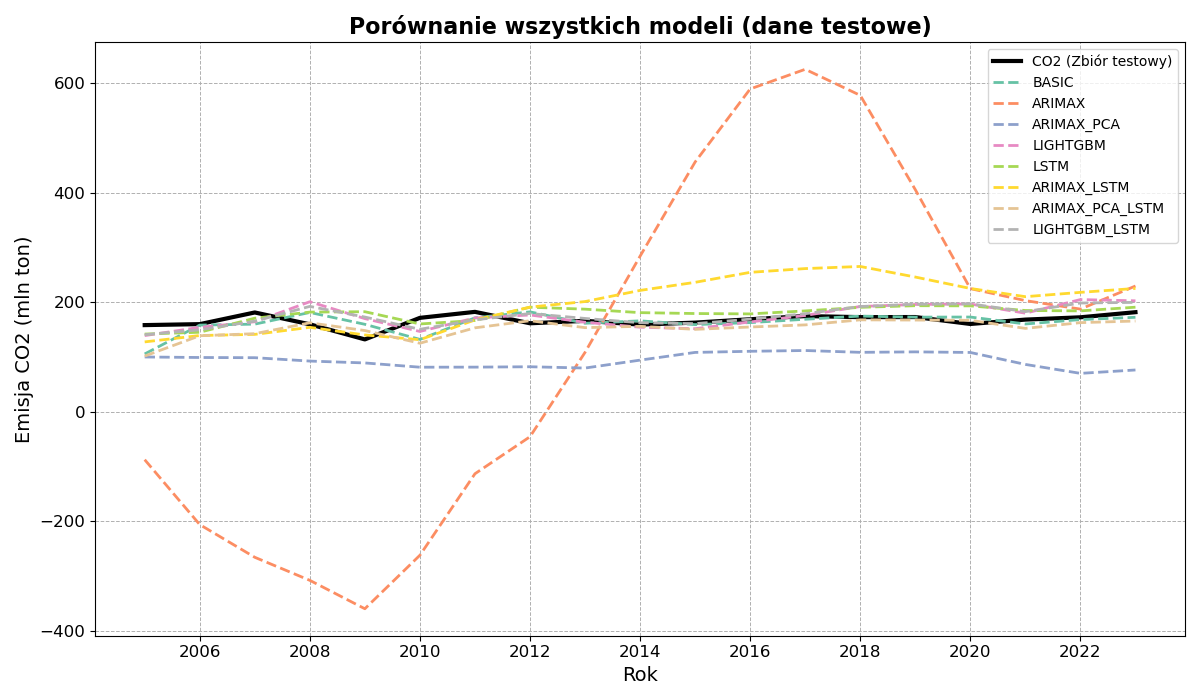 Porównanie wszystkich modeli (dane testowe)
CO2 (Zbiór testowy)
BASIC
ARIMAX
ARIMAX_PCA
LIGHTGBM
LSTM
ARIMAX_LSTM
ARIMAX_PCA_LSTM
LIGHTGBM_LSTM
Emisja CO2 (mln ton)
600
400
200
0
−200
−400
2006 2008 2010 2012 2014 2016 2018 2020 2022
Rok